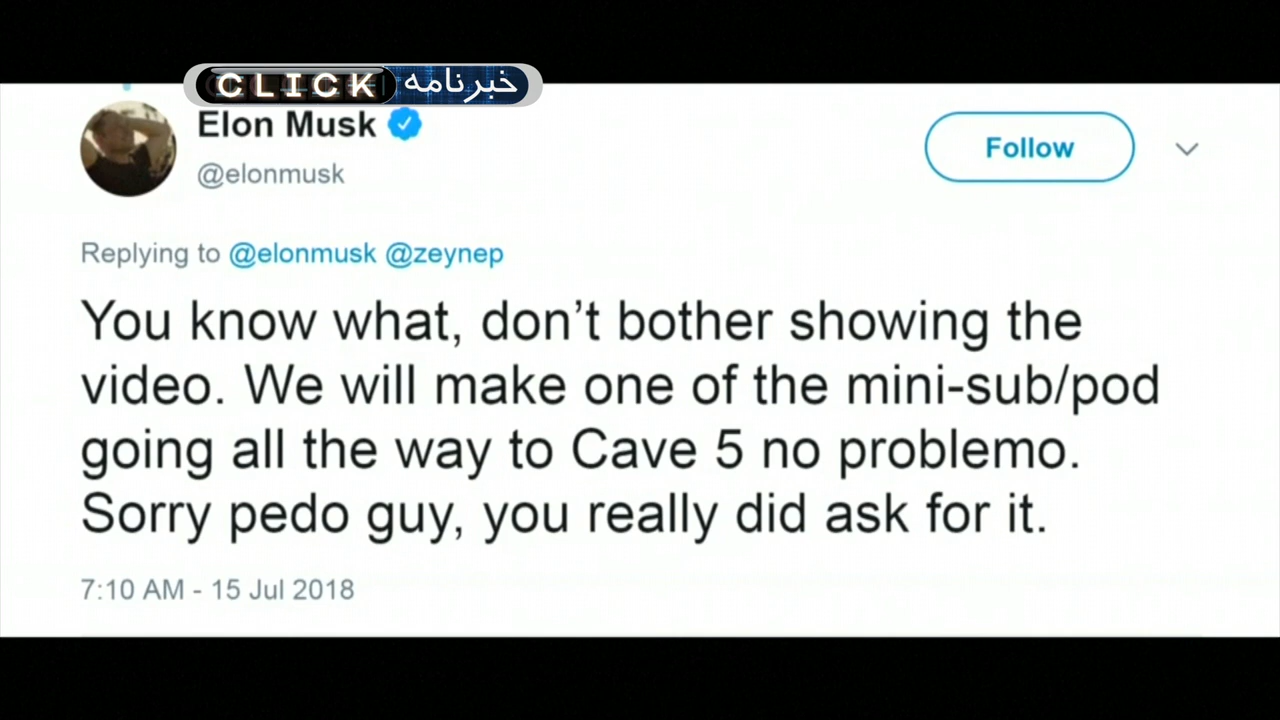 CLICK خبرنامه
Elon Musk
@elonmusk
Follow
Replying to @elonmusk @zeynep
You know what, don’t bother showing the
video. We will make one of the mini-sub/pod
going all the way to Cave 5 no problemo.
Sorry pedo guy, you really did ask for it.
7:10 AM - 15 Jul 2018